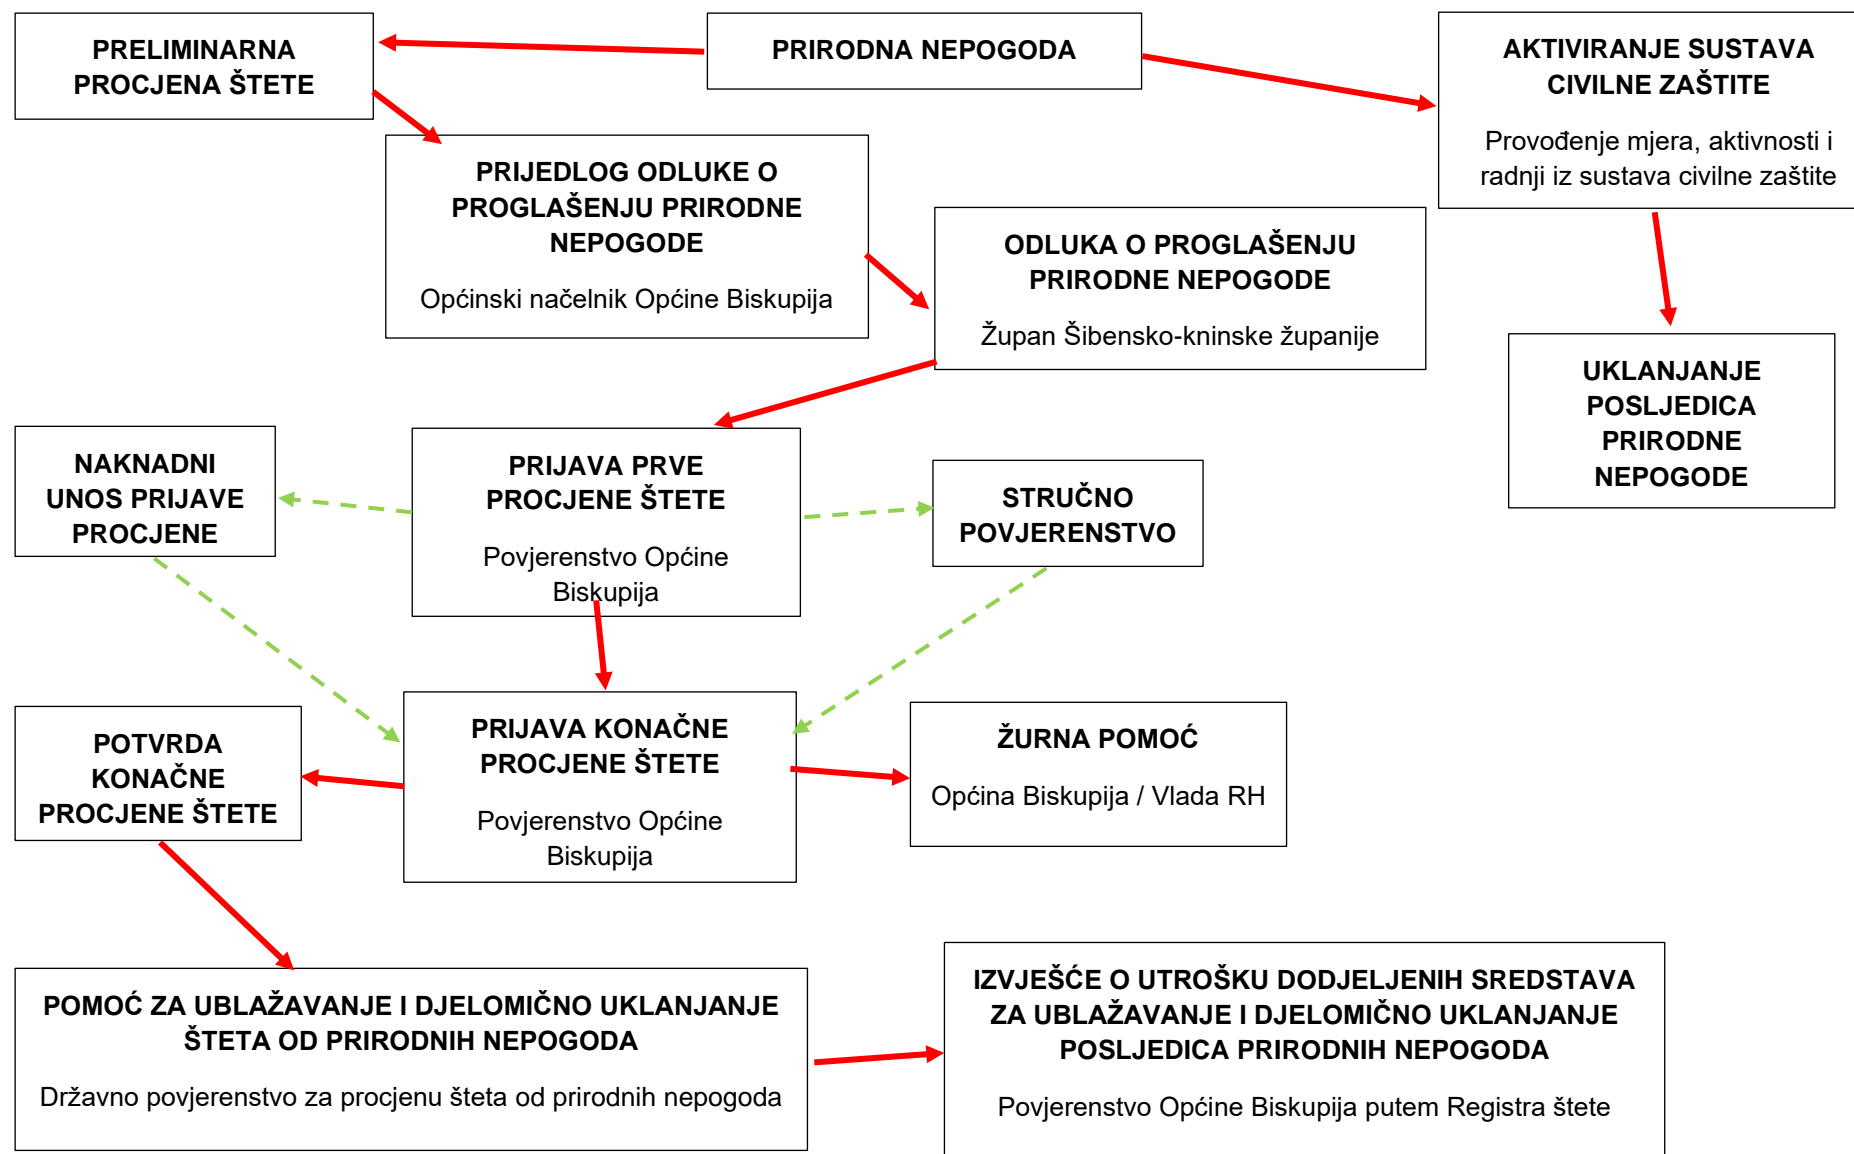 PRELIMINARNA
PROCJENA ŠTETE
PRIRODNA NEPOGODA
AKTIVIRANJE SUSTAVA
CIVILNE ZAŠTITE
Provođenje mjera, aktivnosti i
radnji iz sustava civilne zaštite
PRIJEDLOG ODLUKE O
PROGLAŠENJU PRIRODNE
NEPOGODE
Općinski načelnik Općine Biskupija
ODLUKA O PROGLAŠENJU
PRIRODNE NEPOGODE
Župan Šibensko-kninske županije
UKLANJANJE
POSLJEDICA
PRIRODNE
NEPOGODE
NAKNADNI
UNOS PRIJAVE
PROCJENE
PRIJAVA PRVE
PROCJENE ŠTETE
Povjerenstvo Općine
Biskupija
STRUČNO
POVJERENSTVO
POTVRDA
KONAČNE
PROCJENE ŠTETE
PRIJAVA KONAČNE
PROCJENE ŠTETE
Povjerenstvo Općine
Biskupija
ŽURNA POMOĆ
Općina Biskupija / Vlada RH
POMOĆ ZA UBLAŽAVANJE I DJELOMIČNO UKLANJANJE
ŠTETA OD PRIRODNIH NEPOGODA
Državno povjerenstvo za procjenu šteta od prirodnih nepogoda
IZVJEŠĆE O UTROŠKU DODJELJENIH SREDSTAVA
ZA UBLAŽAVANJE I DJELOMIČNO UKLANJANJE
POSLJEDICA PRIRODNIH NEPOGODA
Povjerenstvo Općine Biskupija putem Registra štete